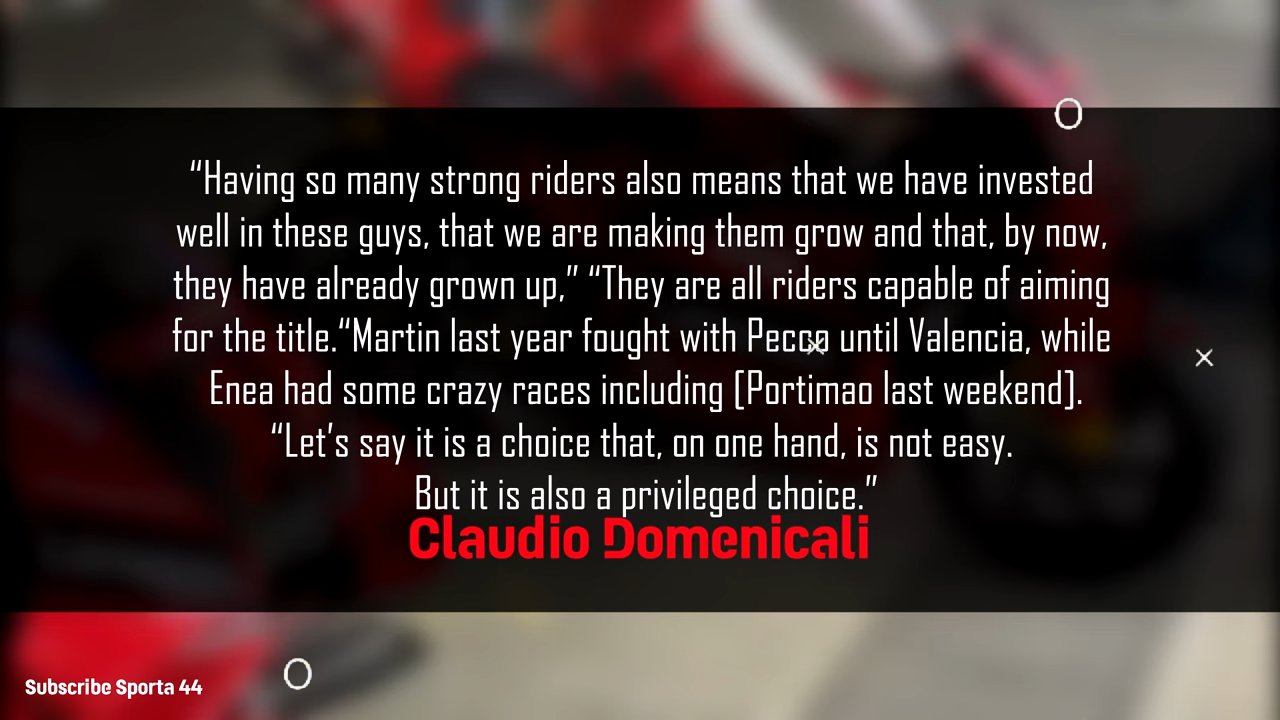 “Having so many strong riders also means that we have invested
well in these guys, that we are making them grow and that, by now,
they have already grown up,” “They are all riders capable of aiming
for the title.“Martin last year fought with Pecco until Valencia, while
Enea had some crazy races including [Portimao last weekend].
“Let’s say it is a choice that, on one hand, is not easy.
But it is also a privileged choice.”
Claudio Domenicali
Subscribe Sporta 44